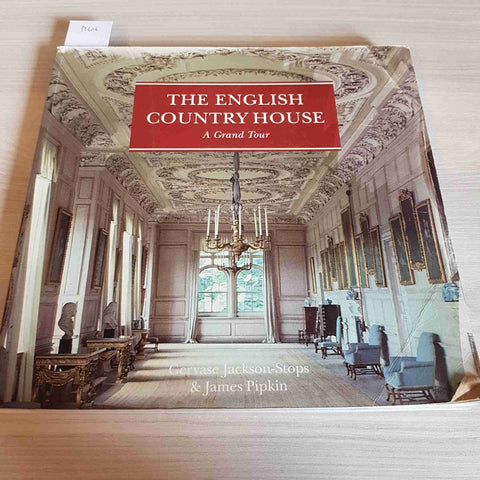 THE ENGLISH
COUNTRY HOUSE
A Grand Tour
Gervase Jackson-Stops
& James Pipkin